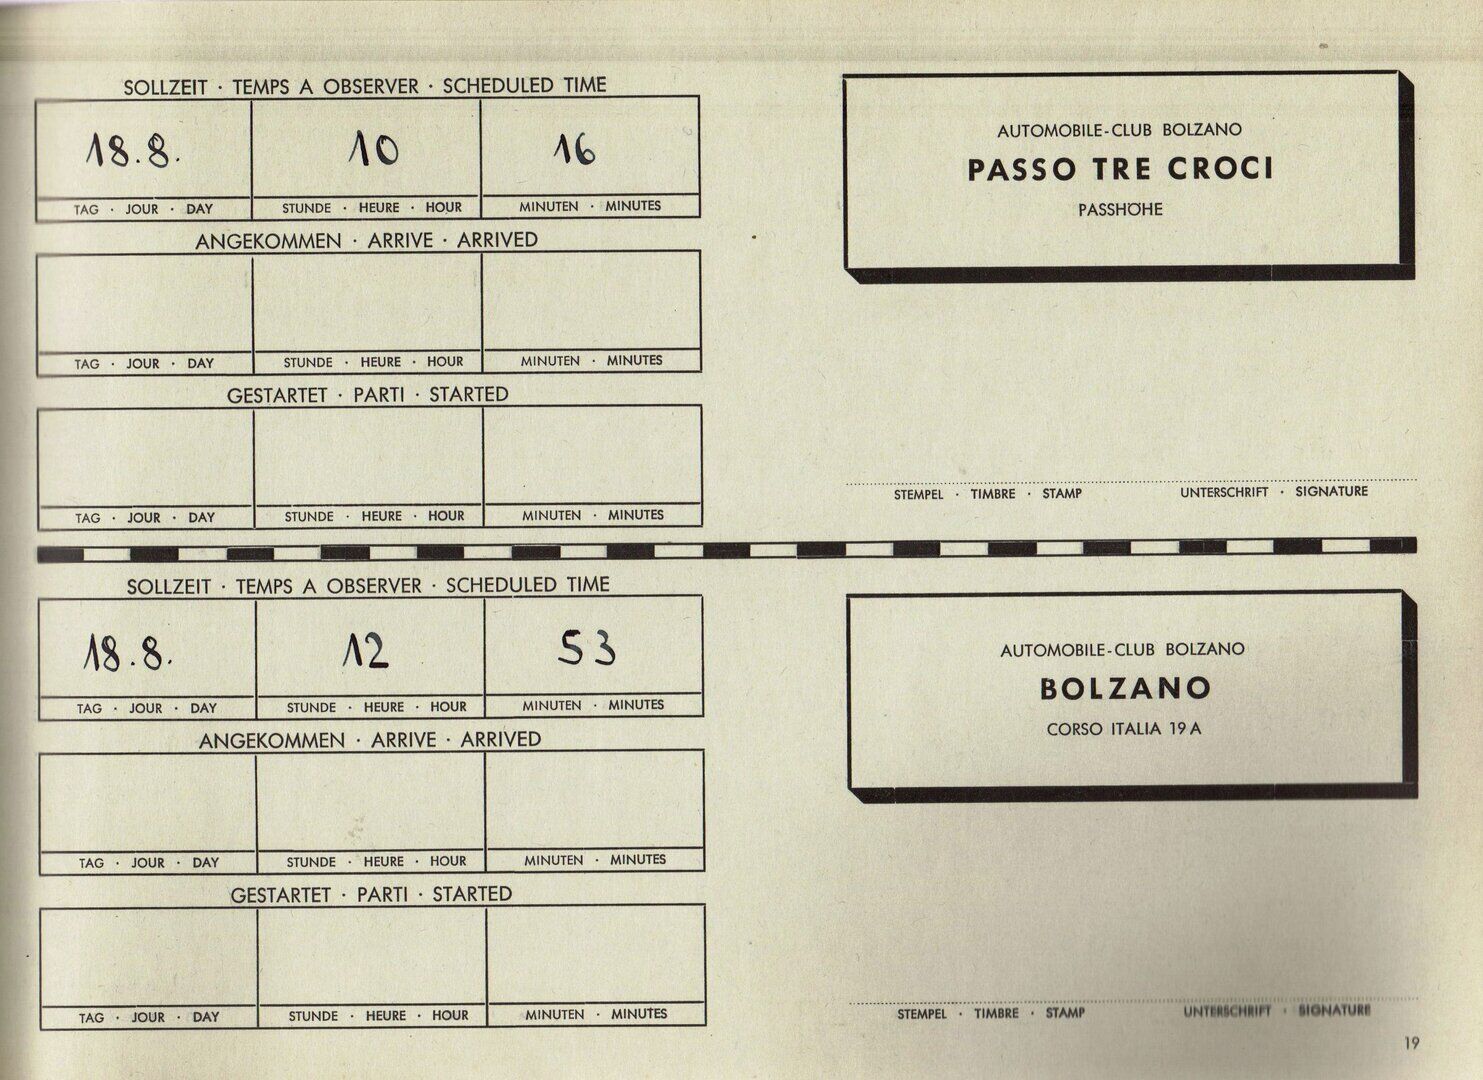 SOLLZEIT · TEMPS A OBSERVER · SCHEDULED TIME
18.8. 10 16
TAG · JOUR · DAY STUNDE · HEURE · HOUR MINUTEN · MINUTES
ANGEKOMMEN · ARRIVE · ARRIVED
TAG · JOUR · DAY STUNDE · HEURE · HOUR MINUTEN · MINUTES
GESTARTET · PARTI · STARTED
TAG · JOUR · DAY STUNDE · HEURE · HOUR MINUTEN · MINUTES
AUTOMOBILE-CLUB BOLZANO
PASSO TRE CROCI
PASSHÖHE
STEMPEL · TIMBRE · STAMP UNTERSCHRIFT · SIGNATURE
SOLLZEIT · TEMPS A OBSERVER · SCHEDULED TIME
18.8. 12 53
TAG · JOUR · DAY STUNDE · HEURE · HOUR MINUTEN · MINUTES
ANGEKOMMEN · ARRIVE · ARRIVED
TAG · JOUR · DAY STUNDE · HEURE · HOUR MINUTEN · MINUTES
GESTARTET · PARTI · STARTED
TAG · JOUR · DAY STUNDE · HEURE · HOUR MINUTEN · MINUTES
AUTOMOBILE-CLUB BOLZANO
BOLZANO
CORSO ITALIA 19 A
STEMPEL · TIMBRE · STAMP UNTERSCHRIFT · SIGNATURE
19